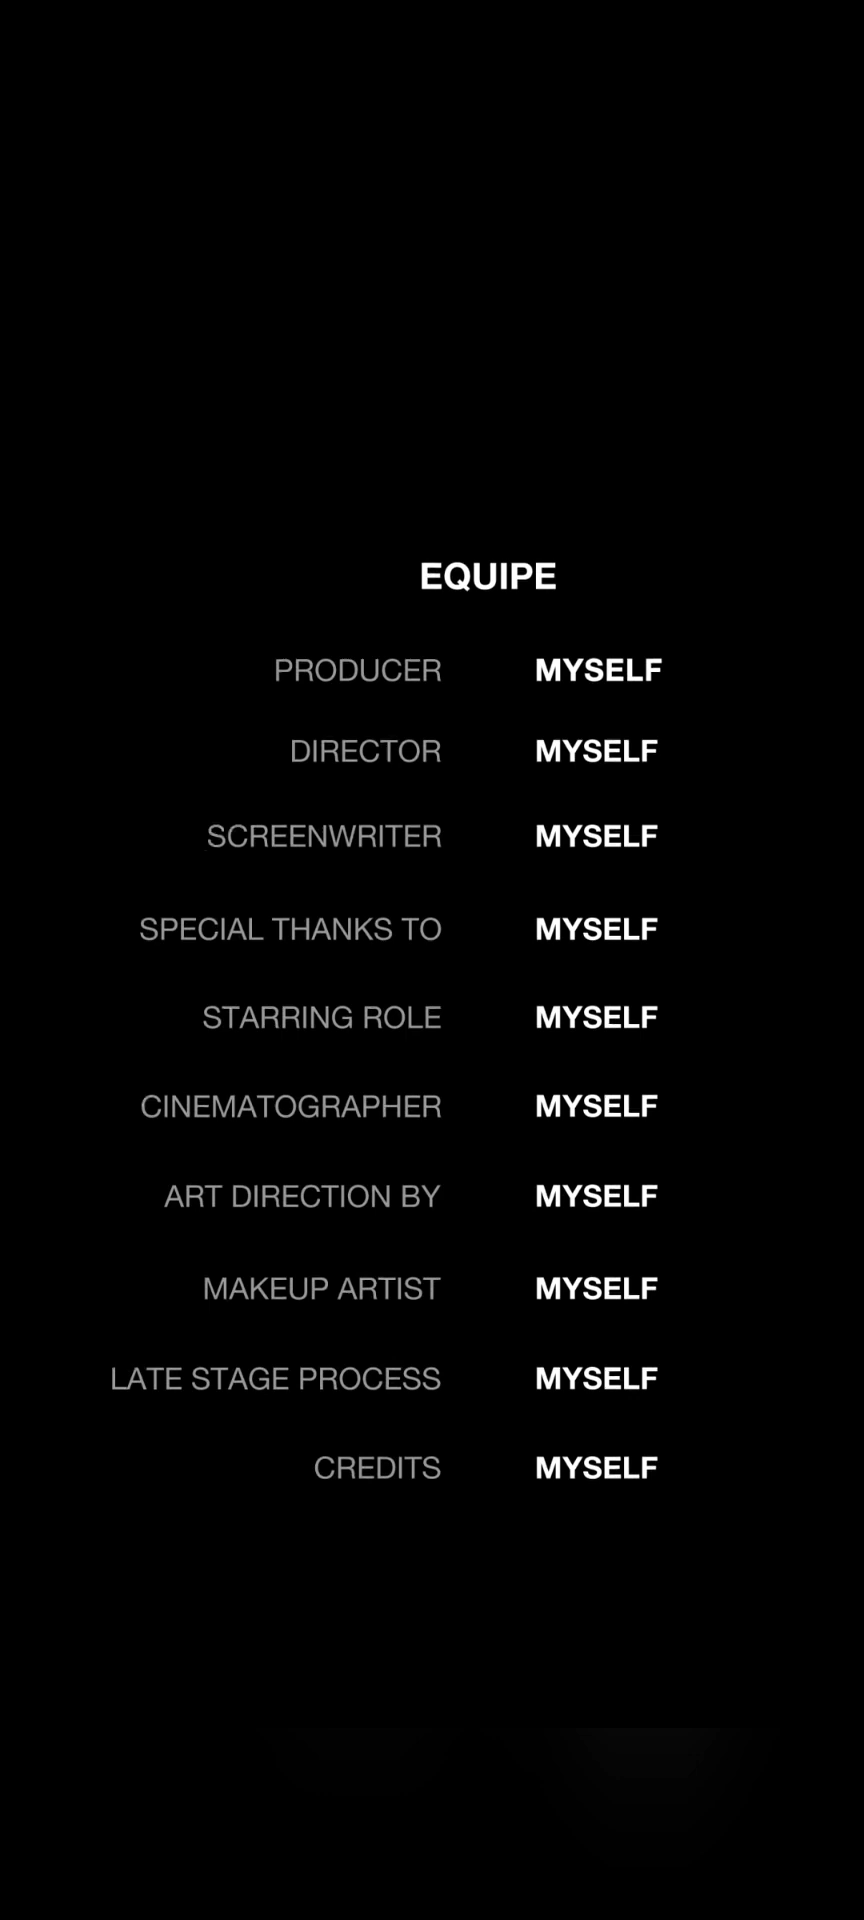 EQUIPE
PRODUCER MYSELF
DIRECTOR MYSELF
SCREENWRITER MYSELF
SPECIAL THANKS TO MYSELF
STARRING ROLE MYSELF
CINEMATOGRAPHER MYSELF
ART DIRECTION BY MYSELF
MAKEUP ARTIST MYSELF
LATE STAGE PROCESS MYSELF
CREDITS MYSELF